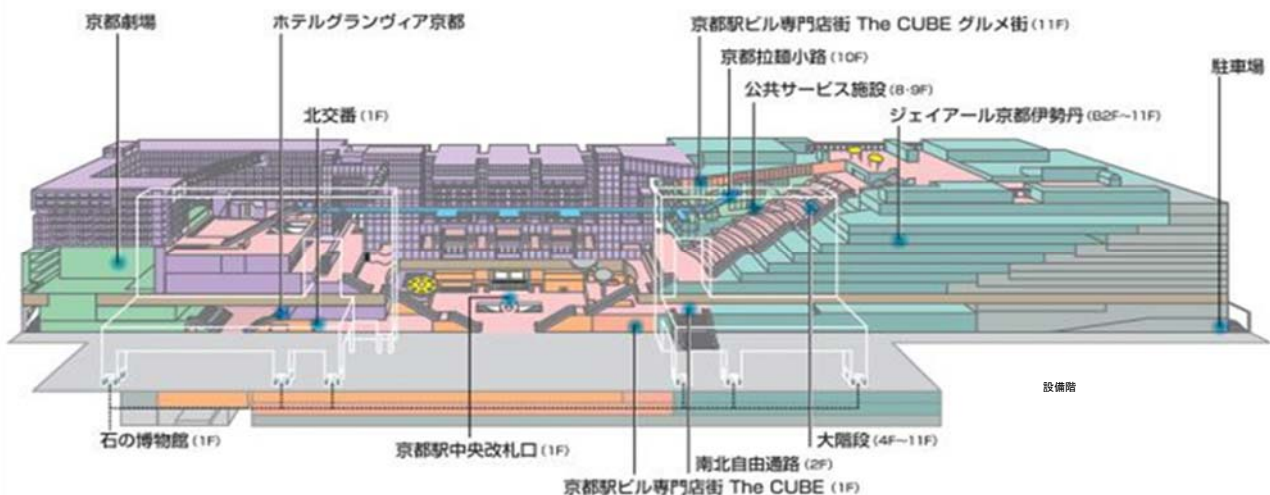 京都劇場
ホテルグランヴィア京都
京都駅ビル専門店街 The CUBE グルメ街(11F)
京都拉麺小路(10F)
公共サービス施設(8・9F)
駐車場
北交番(1F)
ジェイアール京都伊勢丹(B2F〜11F)
設備階
石の博物館(1F)
京都駅中央改札口(1F)
大階段(4F〜11F)
南北自由通路(2F)
京都駅ビル専門店街 The CUBE (1F)